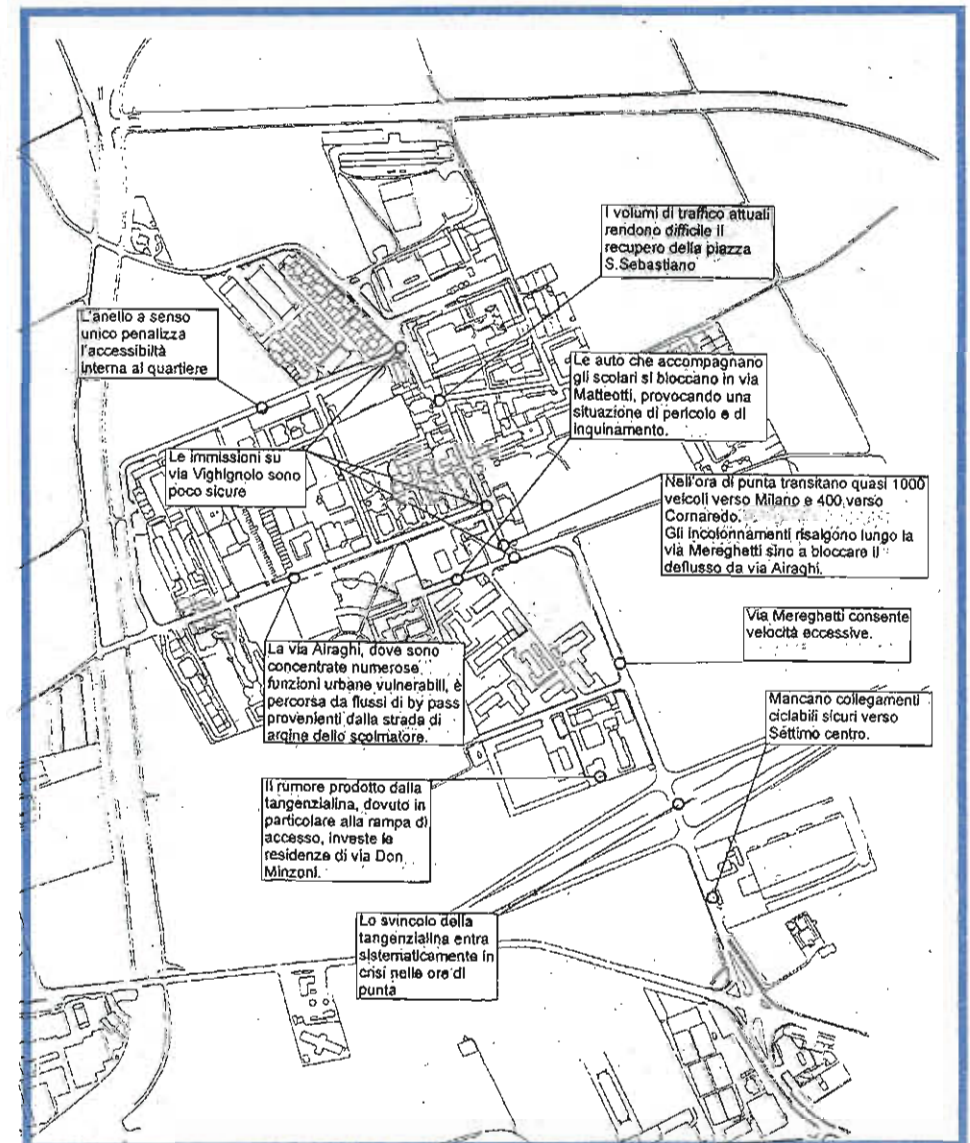 I volumi di traffico attuali
rendono difficile il
recupero della piazza
S.Sebastiano
L'anello a senso
unico penalizza
l'accessibiltà
interna al quartiere
Le auto che accompagnano
gli scolari si bloccano in via
Matteotti, provocando una
situazione di pericolo e di
inquinamento.
Le immissioni su
via Vighignolo sono
poco sicure
Nell'ora di punta transitano quasi 1000
veicoli verso Milano e 400 verso
Cornaredo.
Gli incolonnamenti risalgono lungo la
via Mereghetti sino a bloccare il
deflusso da via Airaghi.
Via Mereghetti consente
velocità eccessive.
La via Airaghi, dove sono
concentrate numerose
funzioni urbane vulnerabili, è
percorsa da flussi di by pass
provenienti dalla strada di
argine dello scolmatore.
Mancano collegamenti
ciclabili sicuri verso
Settimo centro.
Il rumore prodotto dalla
tangenzialina, dovuto in
particolare alla rampa di
accesso, investe le
residenze di via Don
Minzoni.
Lo svincolo della
tangenzialina entra
sistematicamente in
crisi nelle ore di
punta